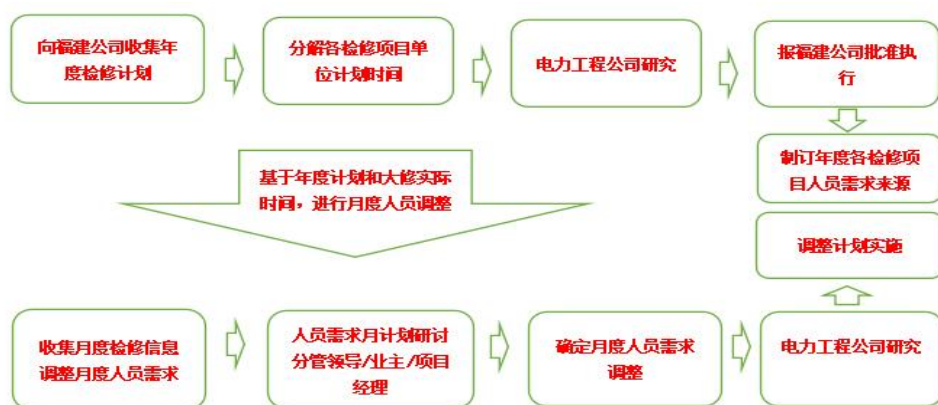 向福建公司收集年
度检修计划
分解各检修项目单
位计划时间
电力工程公司研究
报福建公司批准执
行
制订年度各检修项
目人员需求来源
基于年度计划和大修实际
时间，进行月度人员调整
调整计划实施
收集月度检修信息
调整月度人员需求
人员需求月计划研讨
分管领导/业主/项目
经理
确定月度人员需求
调整
电力工程公司研究